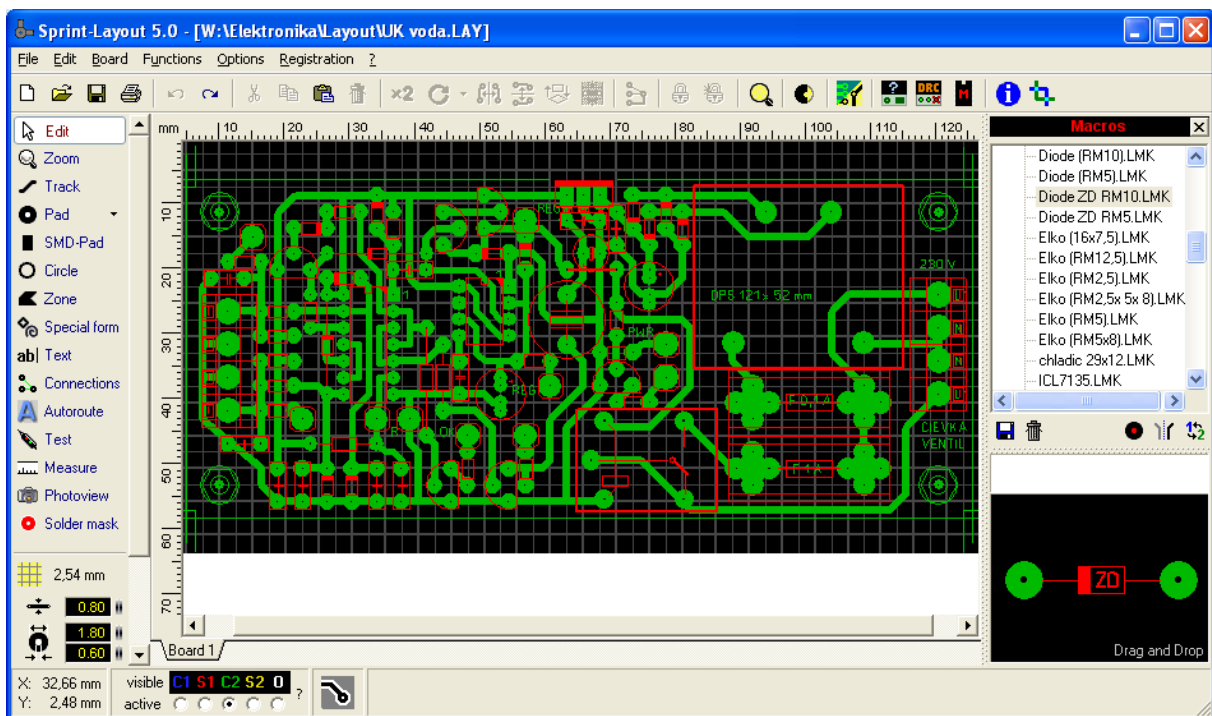 Sprint-Layout 5.0 - [W:\Elektronika\Layout\UK voda.LAY]
File Edit Board Functions Options Registration ?
×2
? DRC M
Edit
Zoom
Track
Pad
SMD-Pad
Circle
Zone
Special form
ab| Text
Connections
Autoroute
Test
Measure
Photoview
Solder mask
2,54 mm
0.80
1.80
0.60
mm 10 20 30 40 50 60 70 80 90 100 110 120
10
20
30
40
50
60
70
REG
230 V
DPS 121 x 52 mm
PWR
REG
OK
F 0,1 A
F 1 A
CIEVKA
VENTIL
U
N
N
U
Board 1
Macros
Diode (RM10).LMK
Diode (RM5).LMK
Diode ZD RM10.LMK
Diode ZD RM5.LMK
Elko (16x7,5).LMK
Elko (RM12,5).LMK
Elko (RM2,5).LMK
Elko (RM2,5x 5x 8).LMK
Elko (RM5).LMK
Elko (RM5x8).LMK
chladic 29x12.LMK
ICL7135.LMK
ZD
Drag and Drop
X: 32,66 mm
Y: 2,48 mm
visible C1 S1 C2 S2 O
active
?